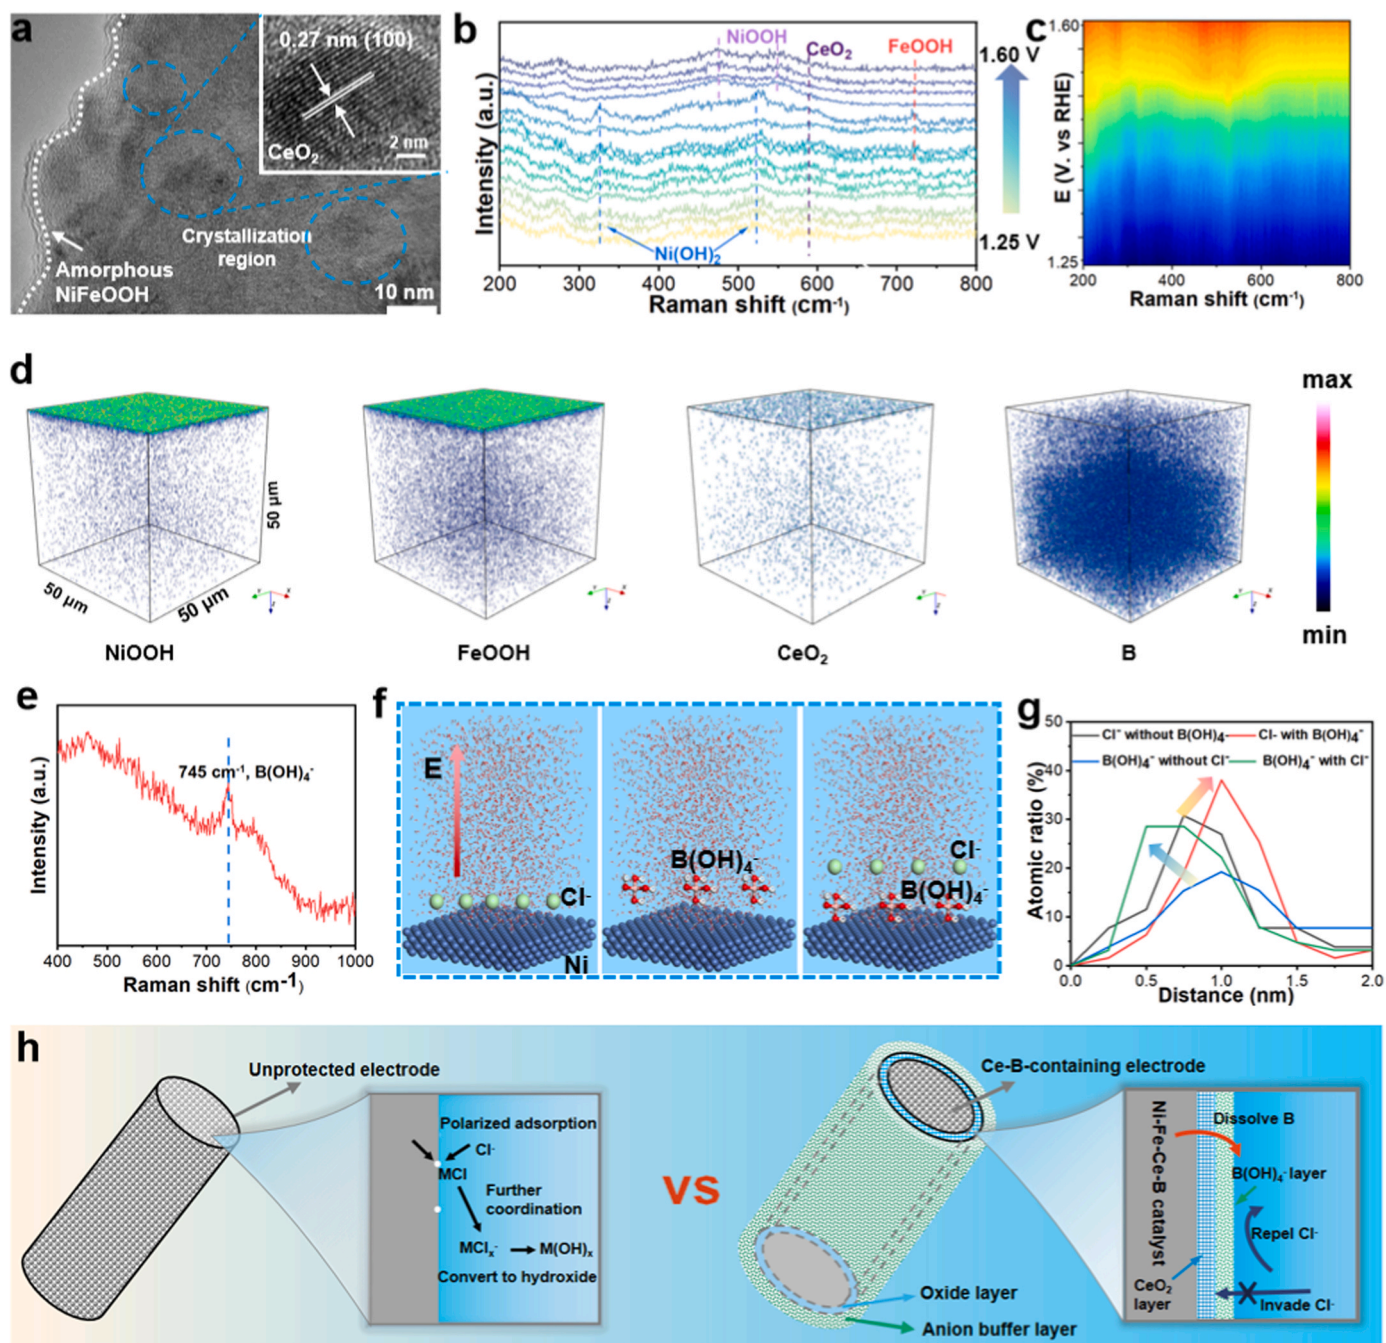 a
0.27 nm (100)
CeO₂
2 nm
Crystallization
region
Amorphous
NiFeOOH
10 nm
b
NiOOH
CeO₂
FeOOH
1.60 V
1.25 V
Ni(OH)₂
Intensity (a.u.)
200 300 400 500 600 700 800
Raman shift (cm⁻¹)
c
1.60
1.25
E (V. vs RHE)
200 400 600 800
Raman shift (cm⁻¹)
d
50 μm
50 μm
50 μm
NiOOH
FeOOH
CeO₂
B
max
min
e
745 cm⁻¹, B(OH)₄⁻
Intensity (a.u.)
400 500 600 700 800 900 1000
Raman shift (cm⁻¹)
f
E
Cl⁻
Ni
B(OH)₄⁻
Cl⁻
B(OH)₄⁻
g
50
40
30
20
10
0
Atomic ratio (%)
Cl⁻ without B(OH)₄⁻
Cl- with B(OH)₄⁻
B(OH)₄⁻ without Cl⁻
B(OH)₄⁻ with Cl⁻
0.0 0.5 1.0 1.5 2.0
Distance (nm)
h
Unprotected electrode
Polarized adsorption
Cl⁻
MCl
Further
coordination
MClₓ⁻
M(OH)ₓ
Convert to hydroxide
VS
Ce-B-containing electrode
Oxide layer
Anion buffer layer
Ni-Fe-Ce-B catalyst
Dissolve B
B(OH)₄⁻ layer
Repel Cl⁻
CeO₂
layer
Invade Cl⁻